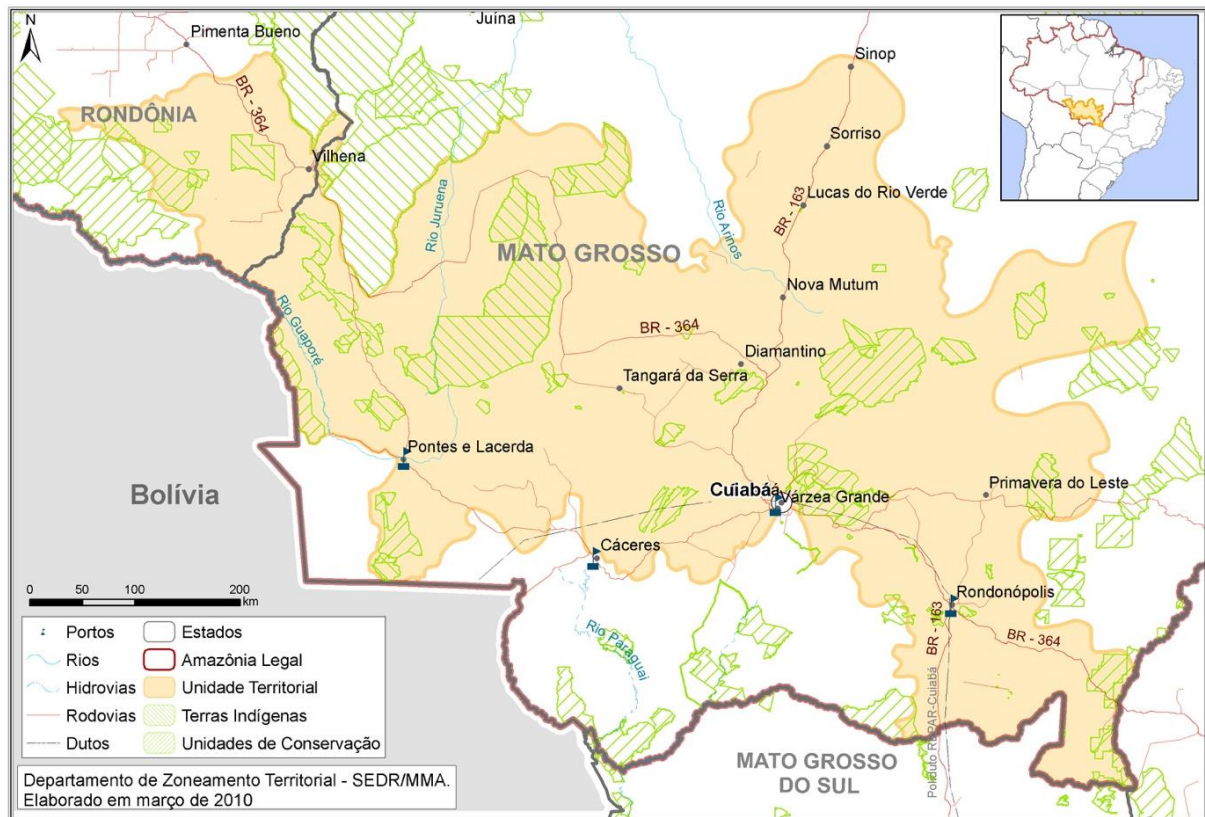 N
Juína
Pimenta Bueno
Sinop
BR - 364
RONDÔNIA
Sorriso
Vilhena
Rio Juruena
Lucas do Rio Verde
BR - 163
Rio Arinos
MATO GROSSO
Nova Mutum
Rio Guaporé
BR - 364
Diamantino
Tangará da Serra
Pontes e Lacerda
Bolívia
Cuiabá
Várzea Grande
Primavera do Leste
Cáceres
0 50 100 200
km
Rondonópolis
BR - 163
BR - 364
Rio Paraguai
Poliduto REPAR-Cuiabá
MATO GROSSO
DO SUL
Portos
Estados
Rios
Amazônia Legal
Hidrovias
Unidade Territorial
Rodovias
Terras Indígenas
Dutos
Unidades de Conservação
Departamento de Zoneamento Territorial - SEDR/MMA.
Elaborado em março de 2010